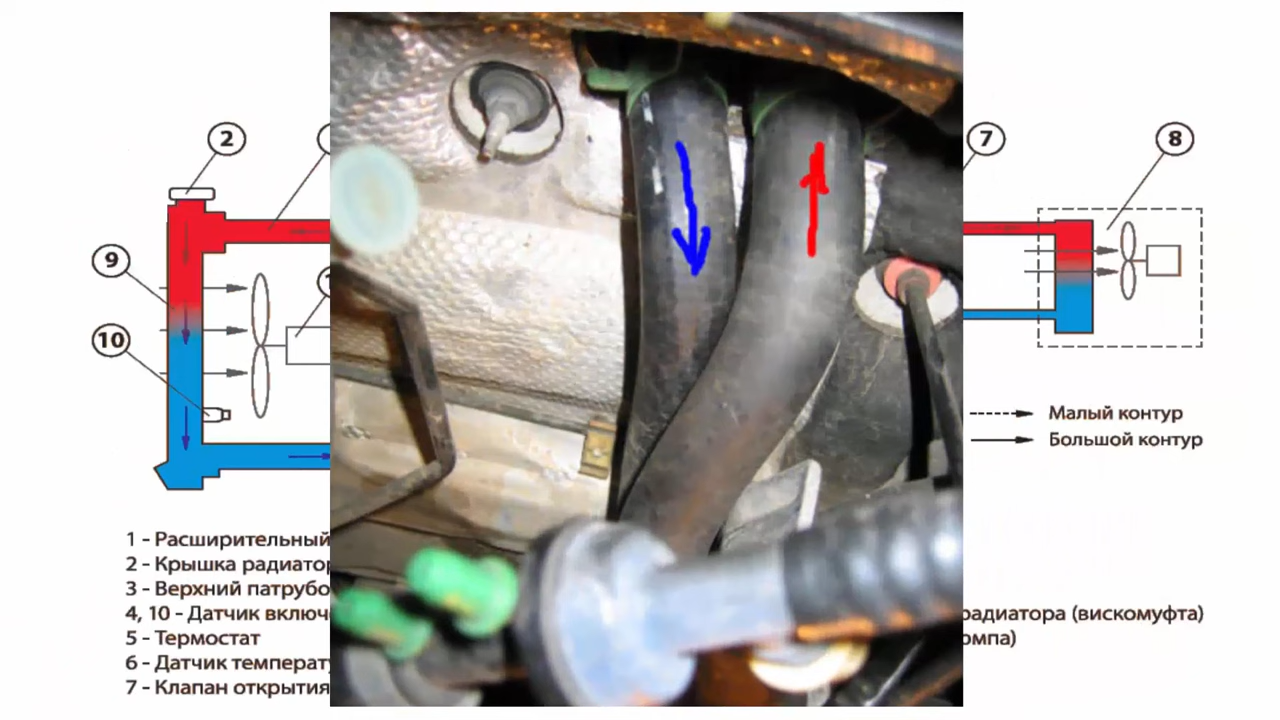 2
7
8
9
10
Малый контур
Большой контур
1 - Расширительный
2 - Крышка радиатор
3 - Верхний патрубо
4, 10 - Датчик включ
радиатора (вискомуфта)
5 - Термостат
омпа)
6 - Датчик температ
7 - Клапан открытия